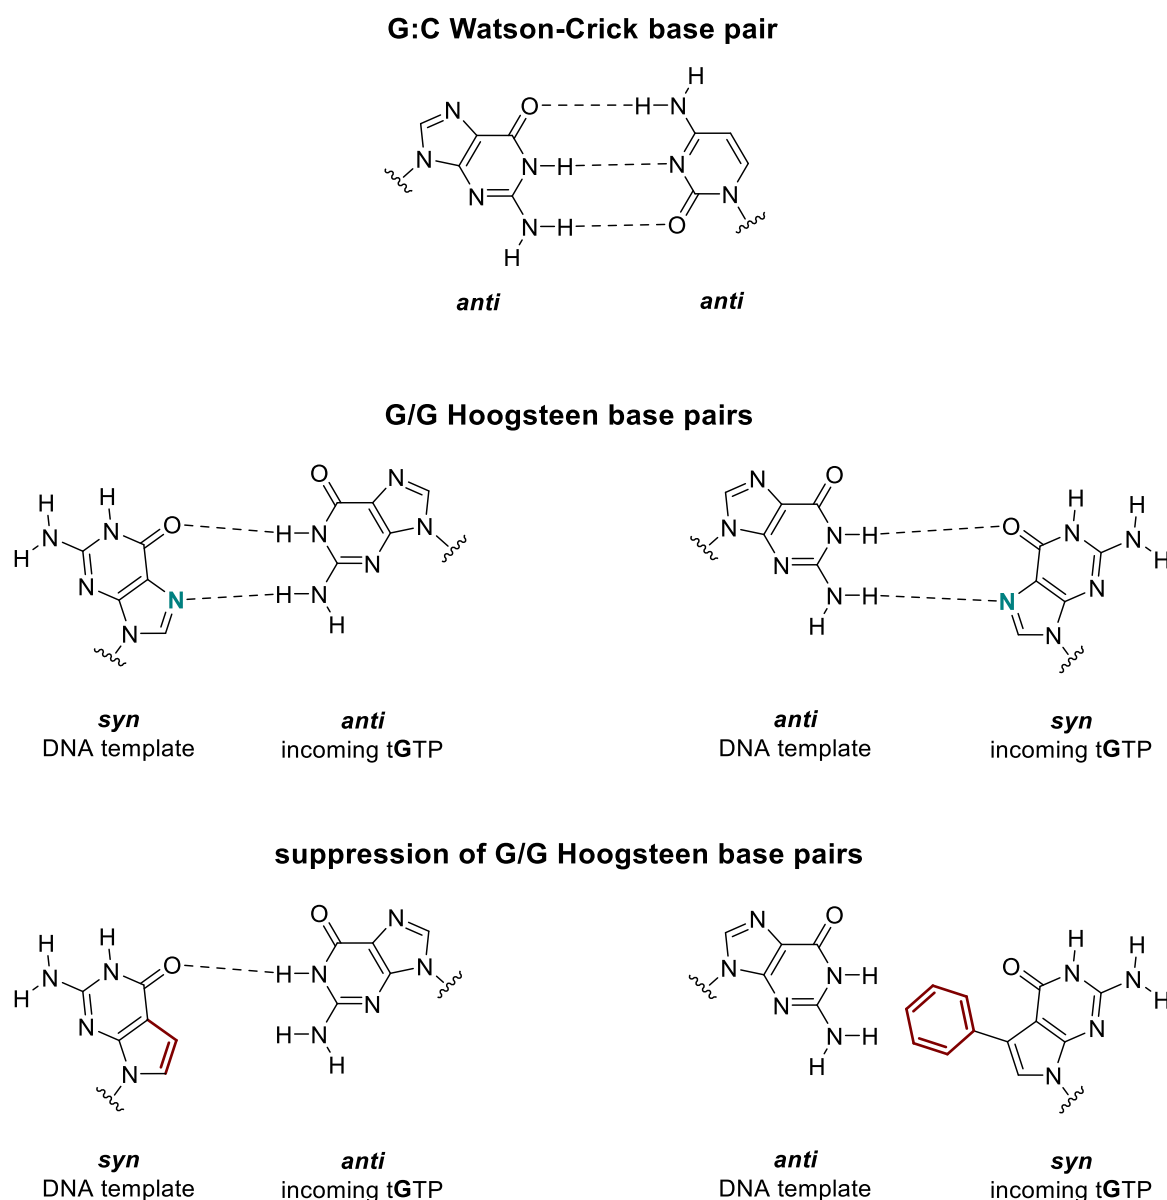 G:C Watson-Crick base pair
H
N O H N
N N H N
N N
N H O
H
anti anti
G/G Hoogsteen base pairs
O N N O
H H H H
N N O H N N N N H O N N
H N N N H
N H N N H N
N H H N
syn anti anti syn
DNA template incoming tGTP DNA template incoming tGTP
suppression of G/G Hoogsteen base pairs
O N N O
H H H H
N N O H N N N N H O N N
H N H N N N H N H
N H H N
syn anti anti syn
DNA template incoming tGTP DNA template incoming tGTP